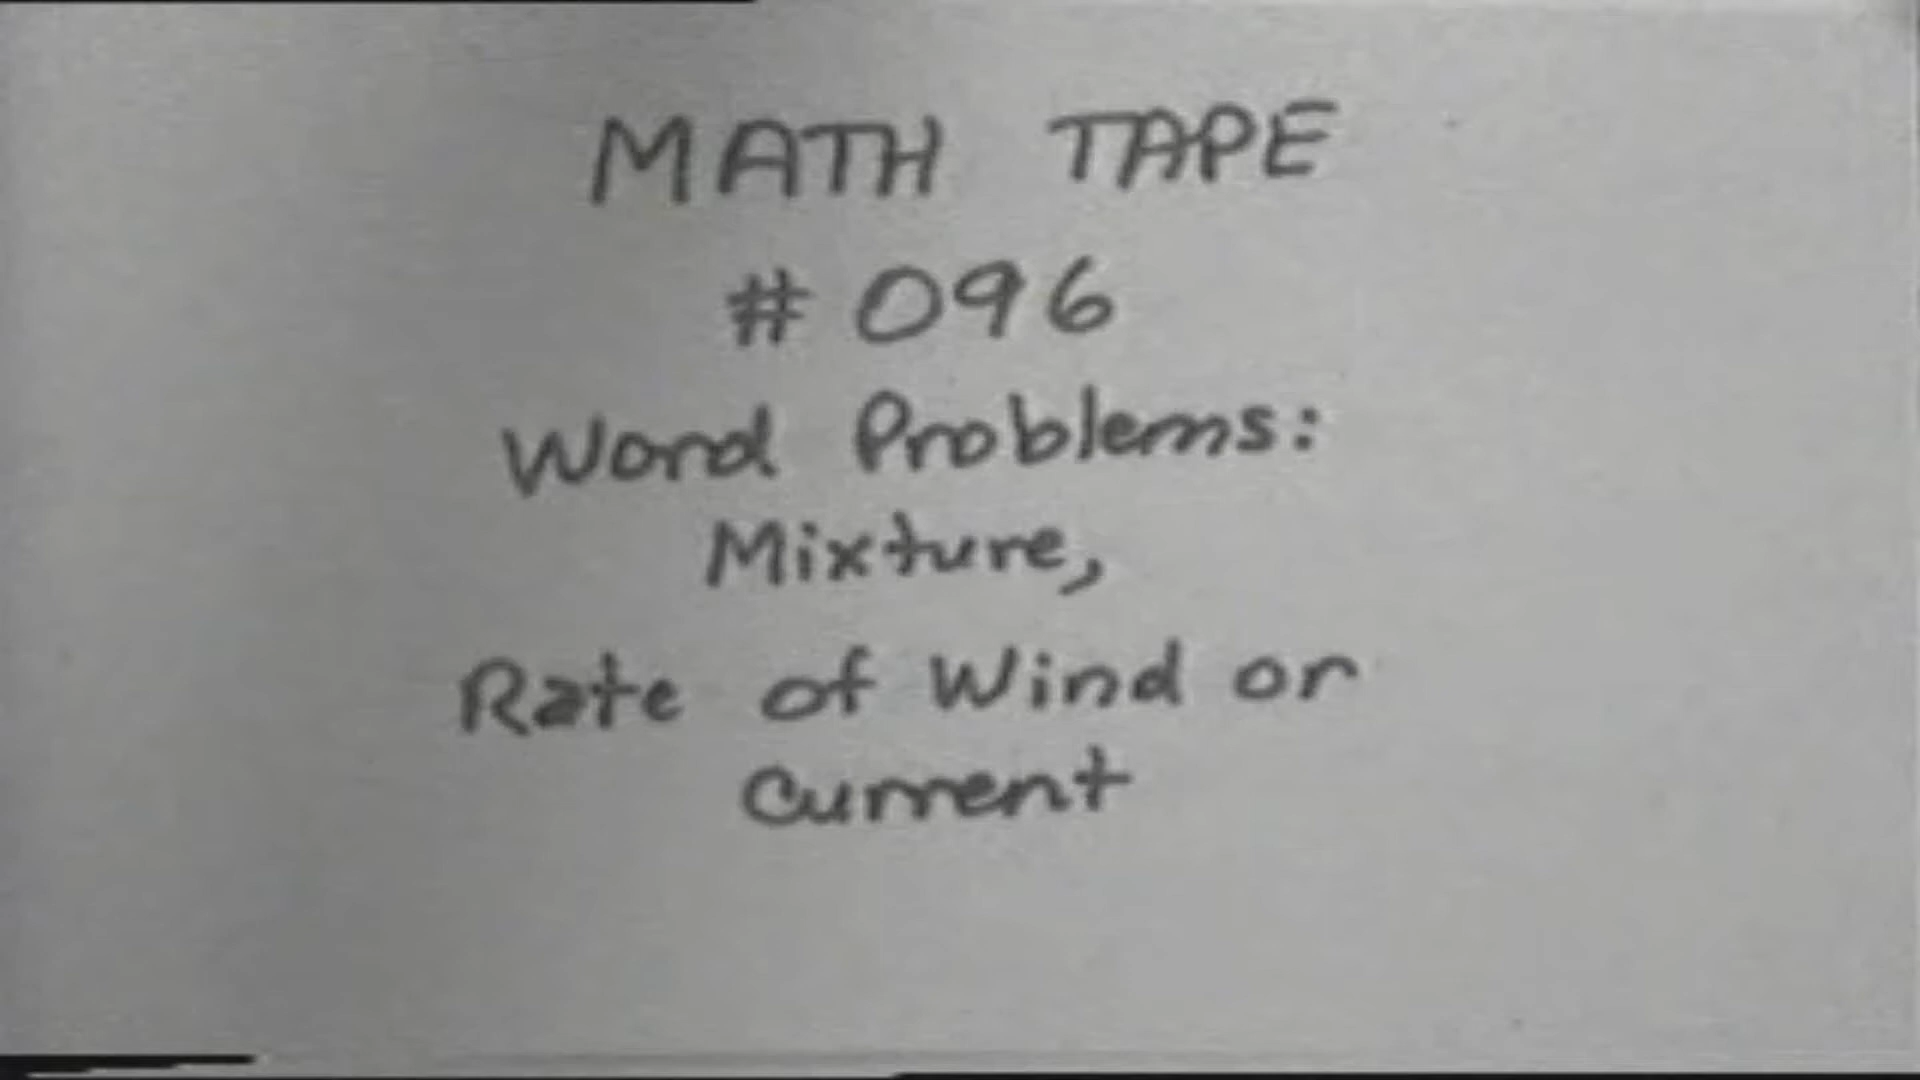 MATH TAPE
# 096
Word Problems:
Mixture,
Rate of Wind or
Current